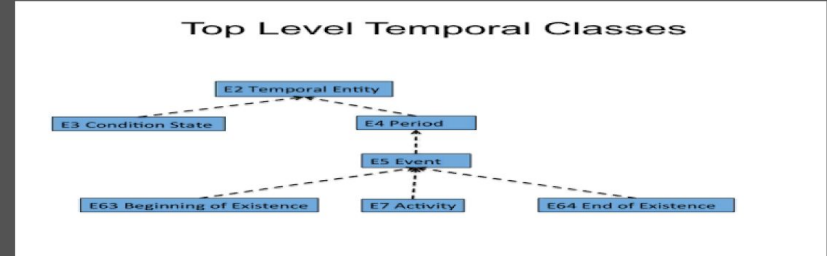 Top Level Temporal Classes
E2 Temporal Entity
E3 Condition State
E4 Period
E5 Event
E63 Beginning of Existence
E7 Activity
E64 End of Existence